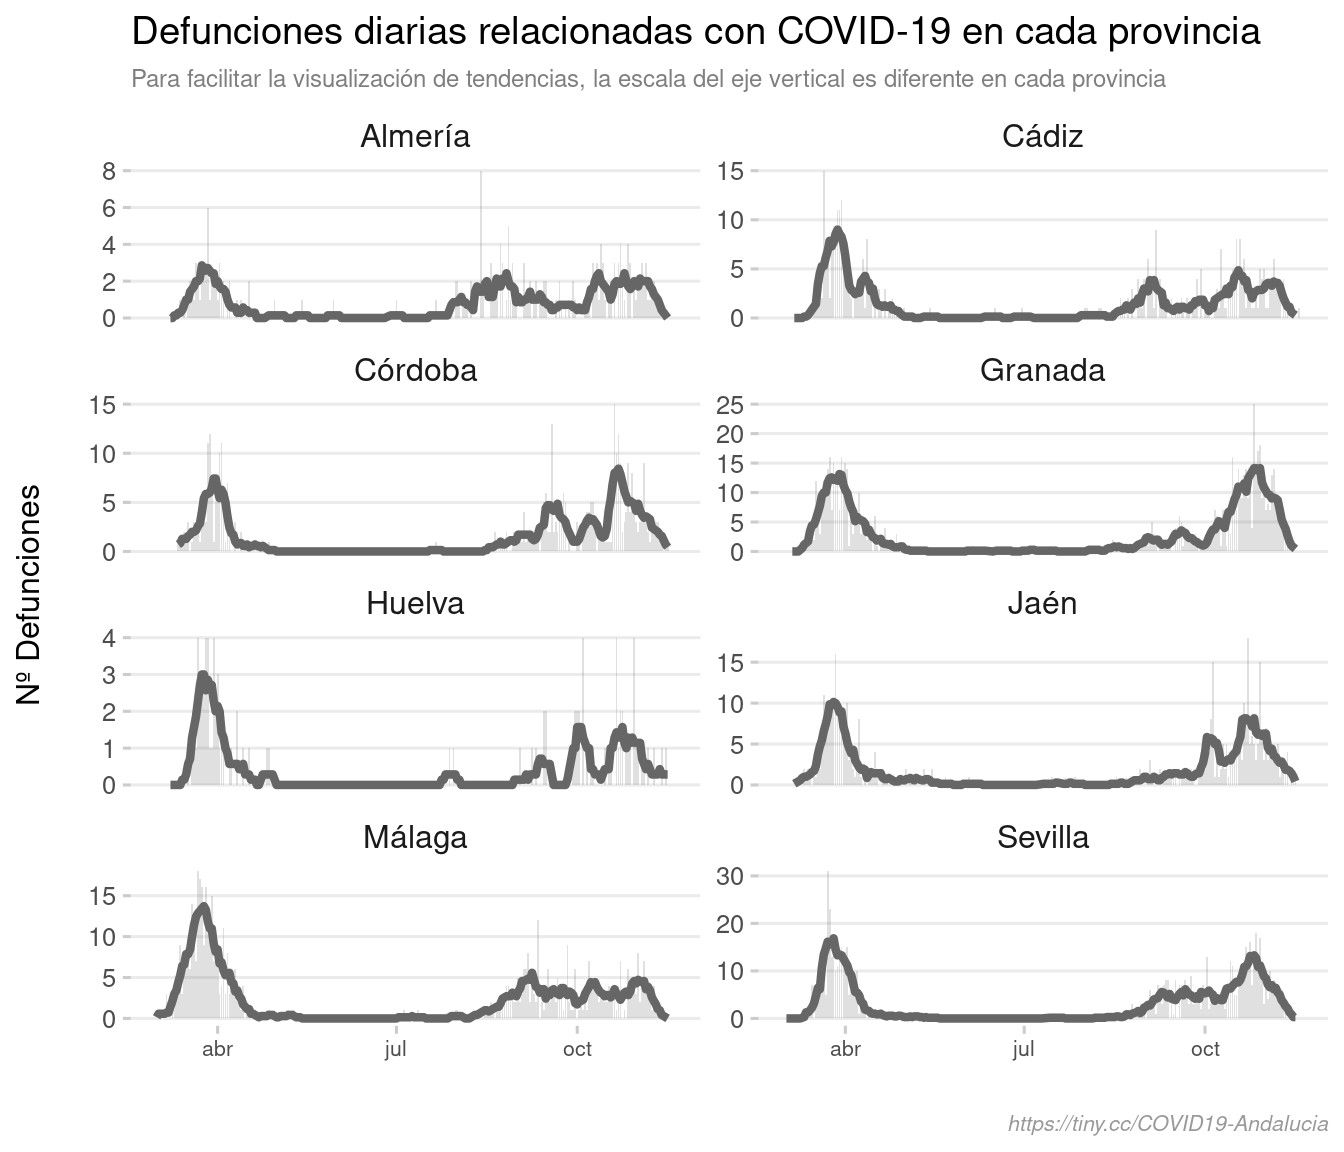 Defunciones diarias relacionadas con COVID-19 en cada provincia
Para facilitar la visualización de tendencias, la escala del eje vertical es diferente en cada provincia
Nº Defunciones
Almería
8
6
4
2
0
Cádiz
15
10
5
0
Córdoba
15
10
5
0
Granada
25
20
15
10
5
0
Huelva
4
3
2
1
0
Jaén
15
10
5
0
Málaga
15
10
5
0
abr jul oct
Sevilla
30
20
10
0
abr jul oct
https://tiny.cc/COVID19-Andalucia